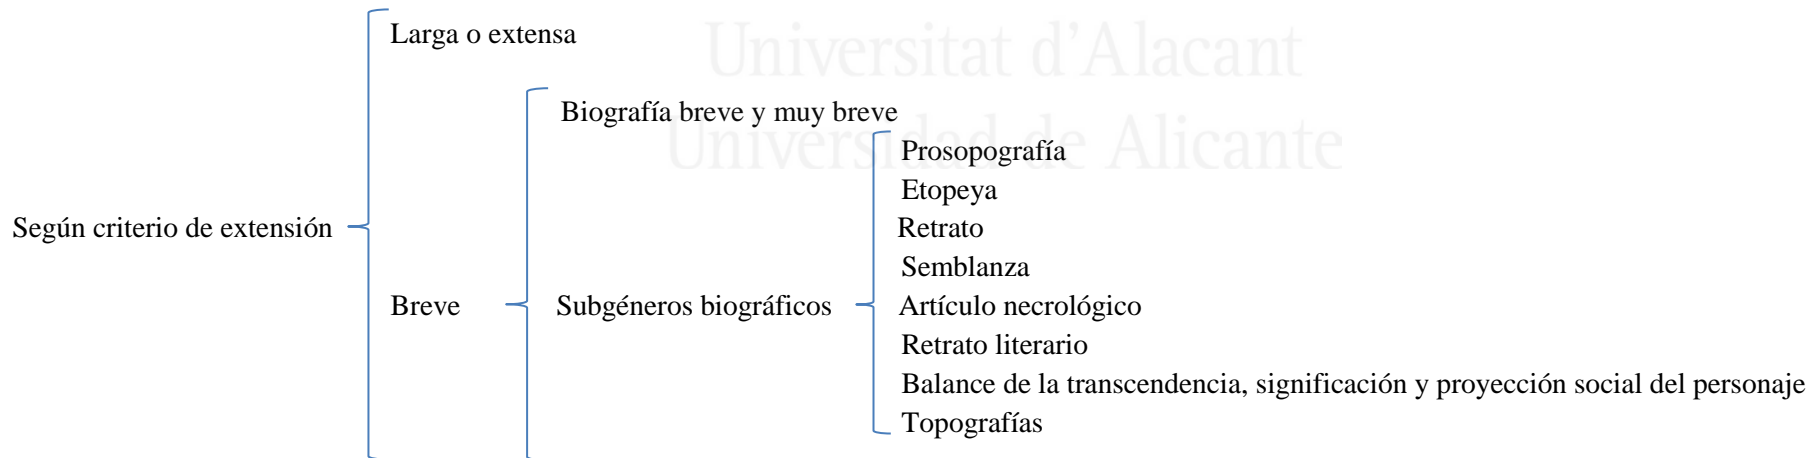 Universitat d'Alacant
Universidad de Alicante
Larga o extensa
Biografía breve y muy breve
Prosopografía
Etopeya
Según criterio de extensión
Retrato
Semblanza
Breve
Subgéneros biográficos
Artículo necrológico
Retrato literario
Balance de la transcendencia, significación y proyección social del personaje
Topografías